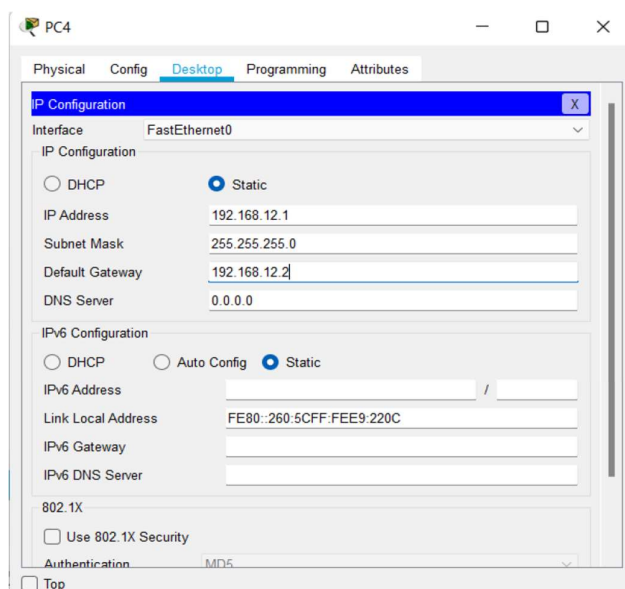 PC4
Physical Config Desktop Programming Attributes
IP Configuration X
Interface FastEthernet0
IP Configuration
DHCP Static
IP Address 192.168.12.1
Subnet Mask 255.255.255.0
Default Gateway 192.168.12.2
DNS Server 0.0.0.0
IPv6 Configuration
DHCP Auto Config Static
IPv6 Address /
Link Local Address FE80::260:5CFF:FEE9:220C
IPv6 Gateway
IPv6 DNS Server
802.1X
Use 802.1X Security
Authentication MD5
Top